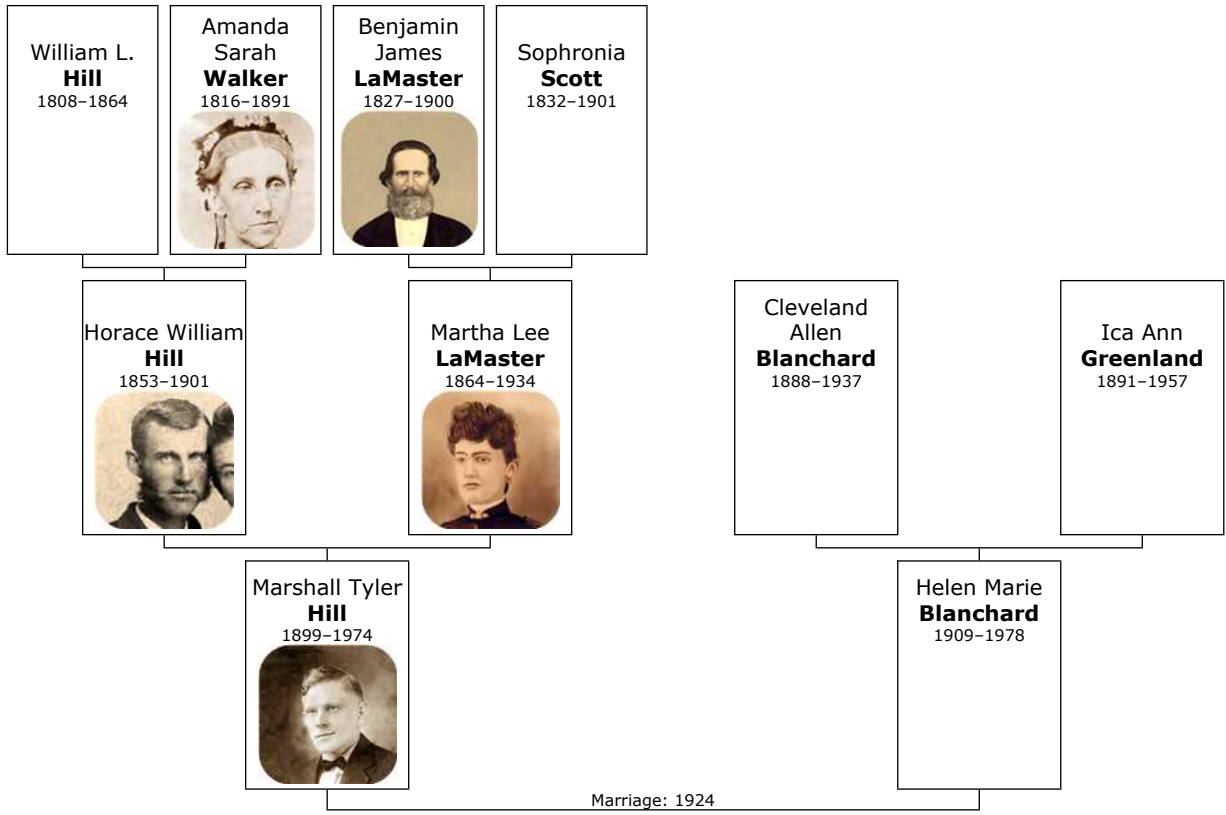 William L.
Hill
1808–1864
Amanda
Sarah
Walker
1816–1891
Benjamin
James
LaMaster
1827–1900
Sophronia
Scott
1832–1901
Horace William
Hill
1853–1901
Martha Lee
LaMaster
1864–1934
Cleveland
Allen
Blanchard
1888–1937
Ica Ann
Greenland
1891–1957
Marshall Tyler
Hill
1899–1974
Helen Marie
Blanchard
1909–1978
Marriage: 1924